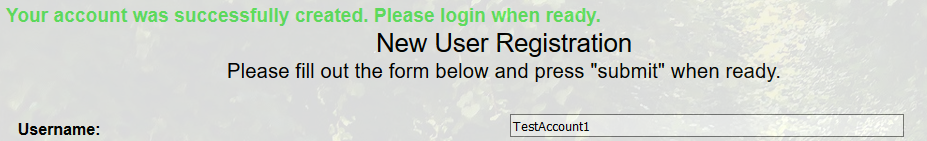 Your account was successfully created. Please login when ready.
New User Registration
Please fill out the form below and press "submit" when ready.
Username:
TestAccount1